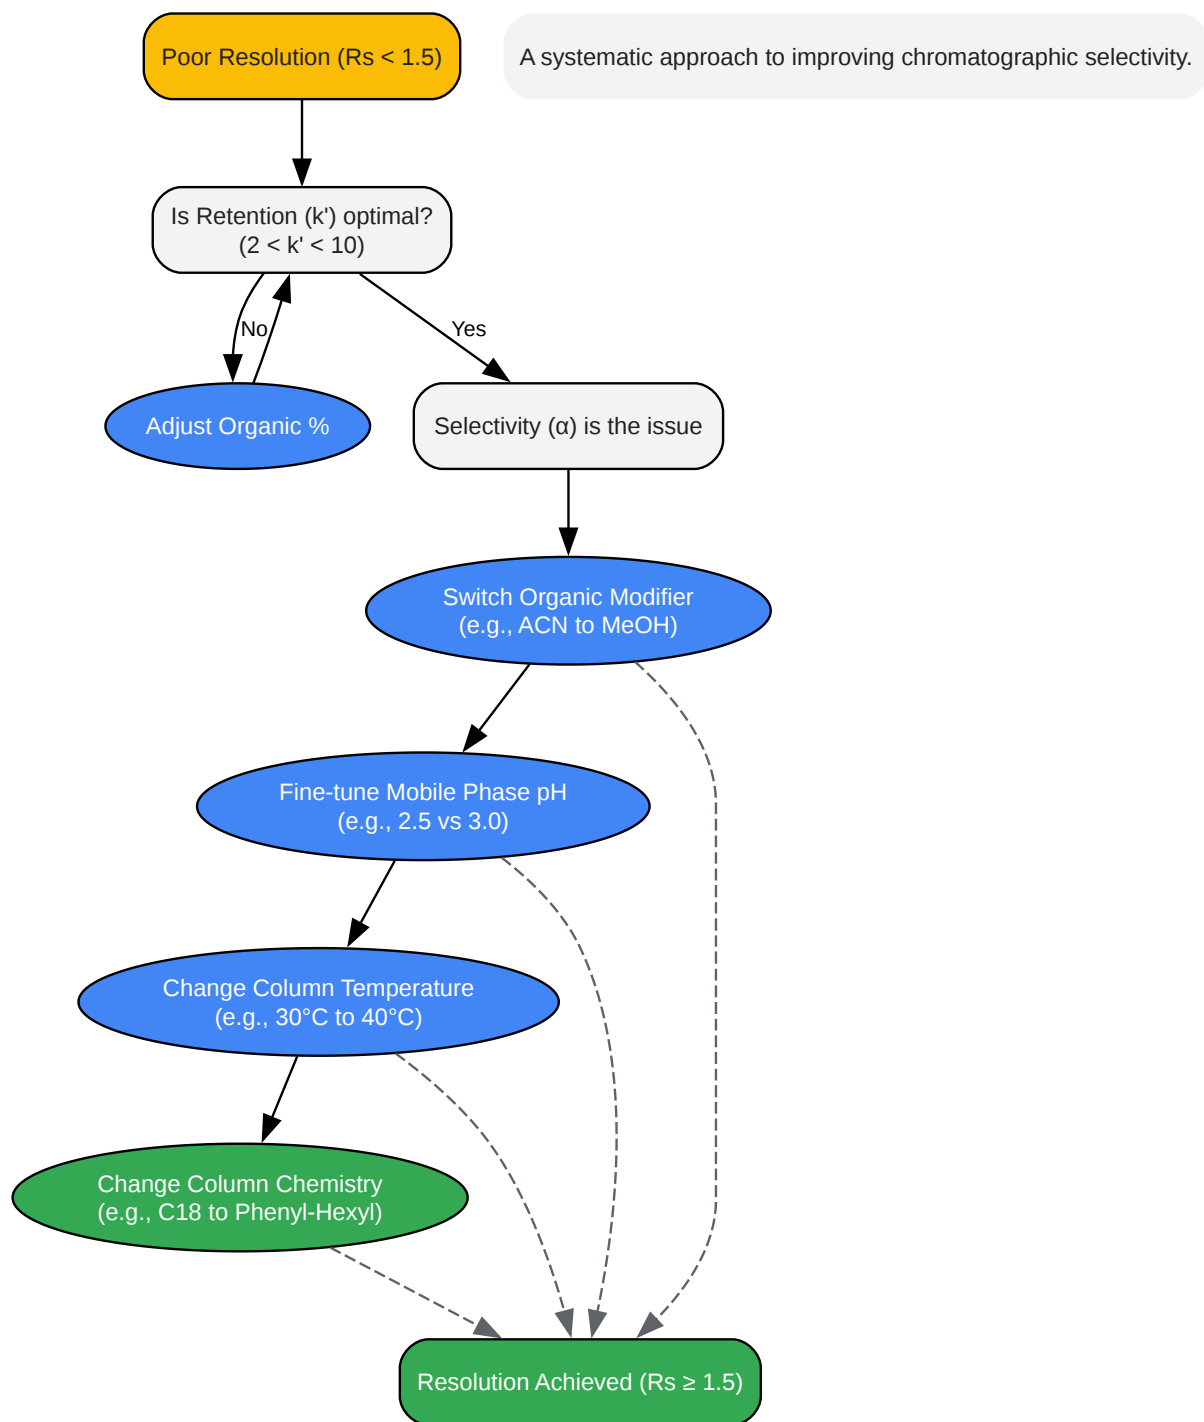 Poor Resolution (Rs < 1.5)
A systematic approach to improving chromatographic selectivity.
Is Retention (k') optimal?
(2 < k' < 10)
No
Yes
Adjust Organic %
Selectivity (α) is the issue
Switch Organic Modifier
(e.g., ACN to MeOH)
Fine-tune Mobile Phase pH
(e.g., 2.5 vs 3.0)
Change Column Temperature
(e.g., 30°C to 40°C)
Change Column Chemistry
(e.g., C18 to Phenyl-Hexyl)
Resolution Achieved (Rs ≥ 1.5)